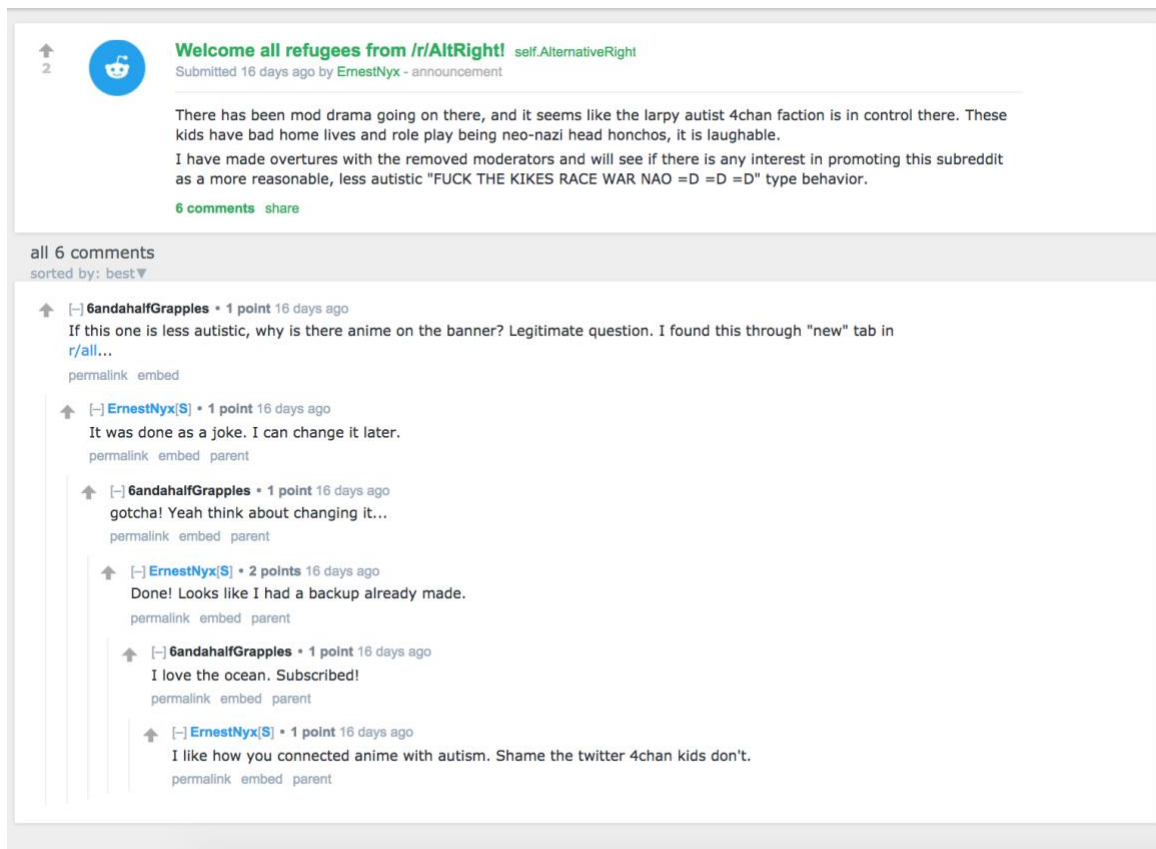 Welcome all refugees from /r/AltRight! self.AlternativeRight
2
Submitted 16 days ago by ErnestNyx - announcement
There has been mod drama going on there, and it seems like the larpy autist 4chan faction is in control there. These
kids have bad home lives and role play being neo-nazi head honchos, it is laughable.
I have made overtures with the removed moderators and will see if there is any interest in promoting this subreddit
as a more reasonable, less autistic "FUCK THE KIKES RACE WAR NAO =D =D =D" type behavior.
6 comments share
all 6 comments
sorted by: best▼
[–] 6andahalfGrapples • 1 point 16 days ago
If this one is less autistic, why is there anime on the banner? Legitimate question. I found this through "new" tab in
r/all...
permalink embed
[–] ErnestNyx[S] • 1 point 16 days ago
It was done as a joke. I can change it later.
permalink embed parent
[–] 6andahalfGrapples • 1 point 16 days ago
gotcha! Yeah think about changing it...
permalink embed parent
[–] ErnestNyx[S] • 2 points 16 days ago
Done! Looks like I had a backup already made.
permalink embed parent
[–] 6andahalfGrapples • 1 point 16 days ago
I love the ocean. Subscribed!
permalink embed parent
[–] ErnestNyx[S] • 1 point 16 days ago
I like how you connected anime with autism. Shame the twitter 4chan kids don't.
permalink embed parent